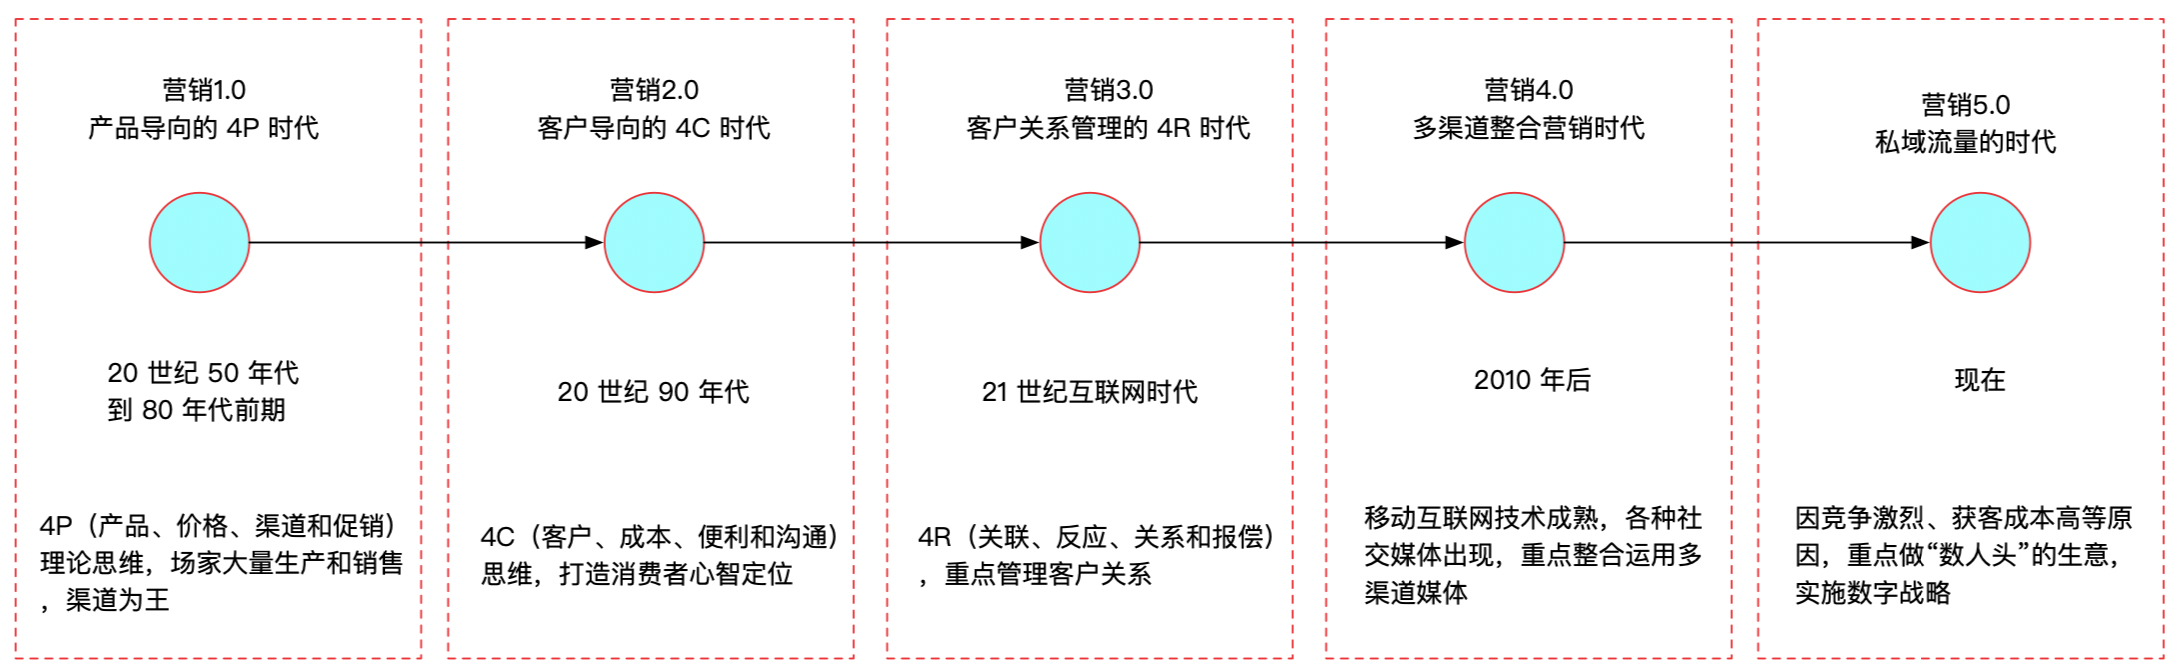 营销1.0
产品导向的 4P 时代
20 世纪 50 年代
到 80 年代前期
4P（产品、价格、渠道和促销）
理论思维，场家大量生产和销售
，渠道为王
营销2.0
客户导向的 4C 时代
20 世纪 90 年代
4C（客户、成本、便利和沟通）
思维，打造消费者心智定位
营销3.0
客户关系管理的 4R 时代
21 世纪互联网时代
4R（关联、反应、关系和报偿）
，重点管理客户关系
营销4.0
多渠道整合营销时代
2010 年后
移动互联网技术成熟，各种社
交媒体出现，重点整合运用多
渠道媒体
营销5.0
私域流量的时代
现在
因竞争激烈、获客成本高等原
因，重点做“数人头”的生意，
实施数字战略